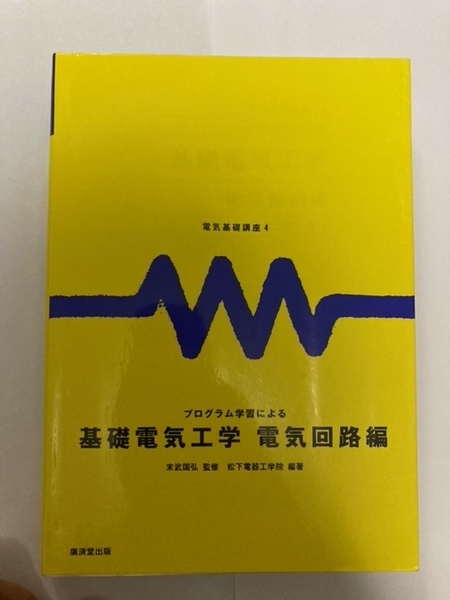 電気基礎講座 4
プログラム学習による
基礎電気工学 電気回路編
末武国弘 監修 松下電器工学院 編著
廣済堂出版